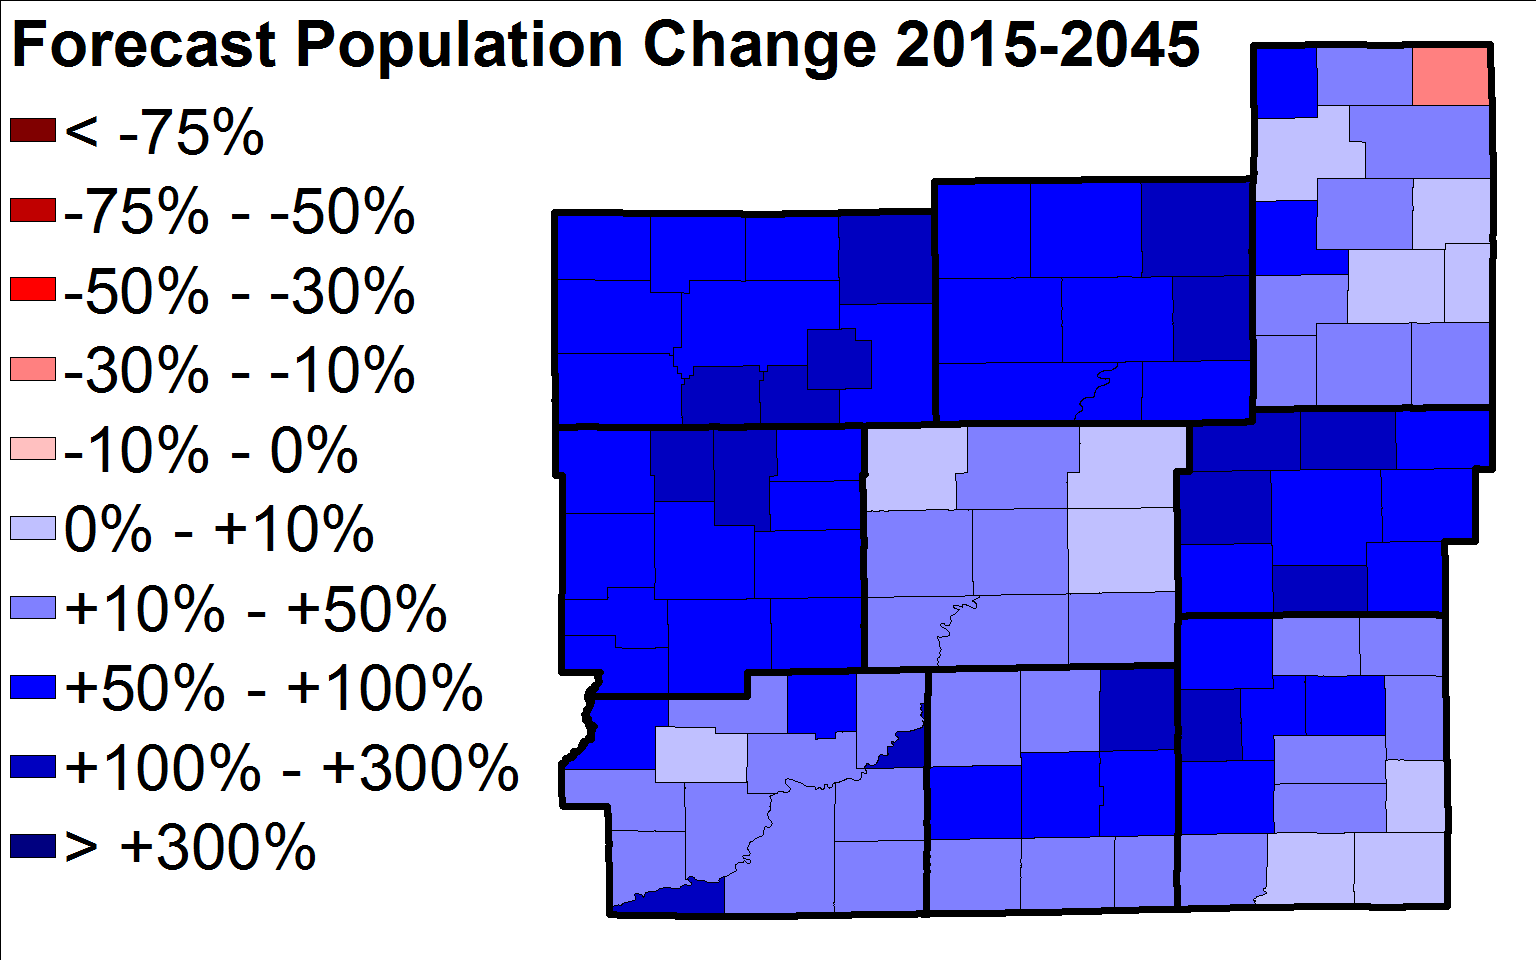 Forecast Population Change 2015-2045
< -75%
-75% - -50%
-50% - -30%
-30% - -10%
-10% - 0%
0% - +10%
+10% - +50%
+50% - +100%
+100% - +300%
> +300%